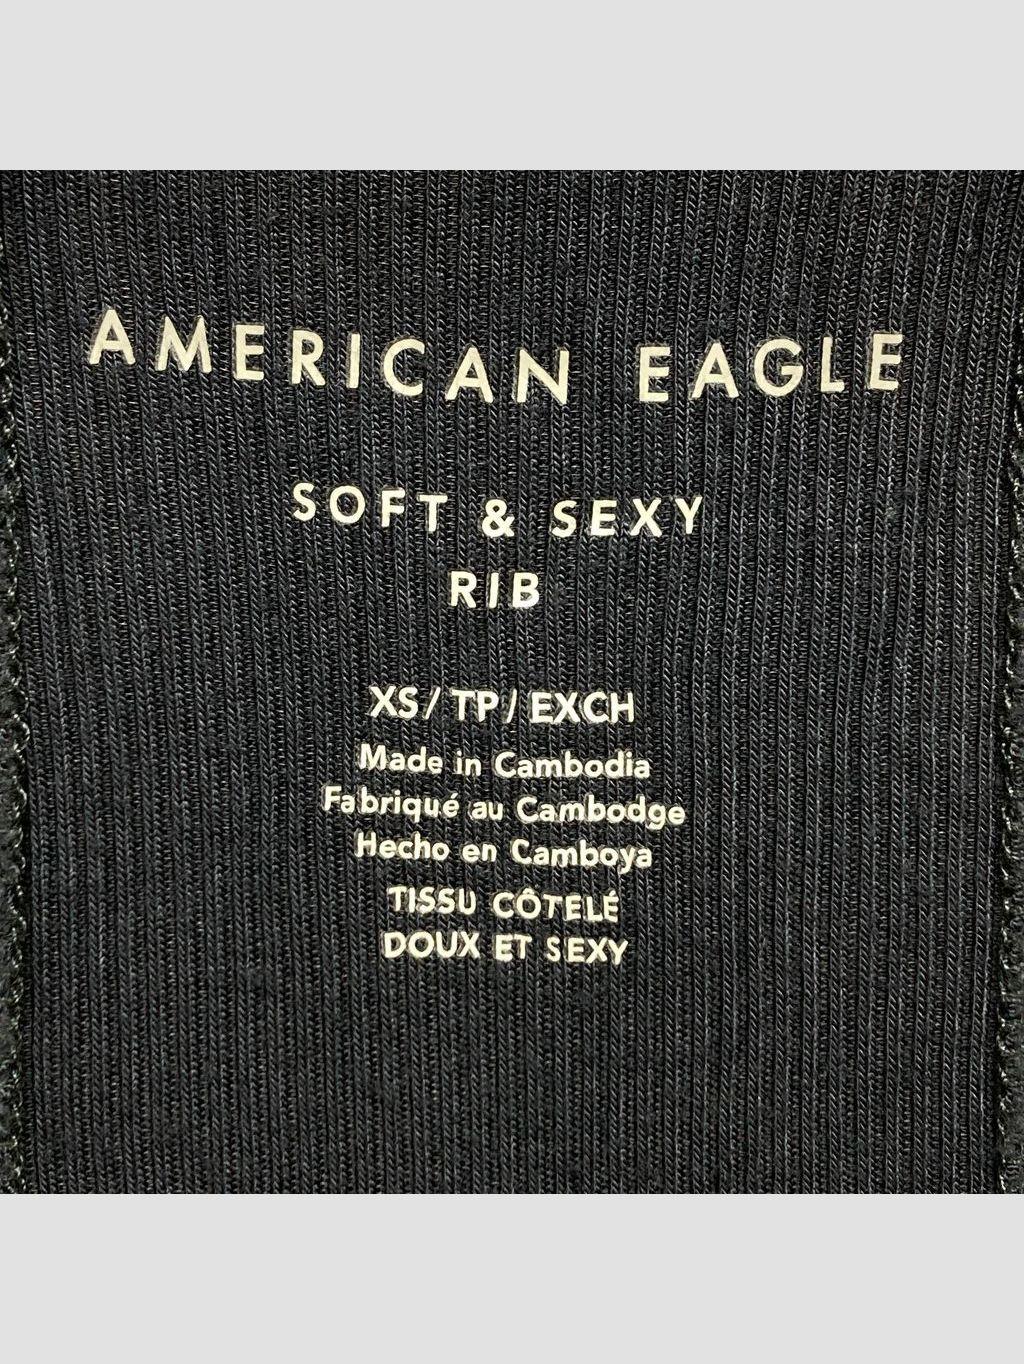 AMERICAN EAGLE
SOFT & SEXY
RIB
XS/TP/EXCH
Made in Cambodia
Fabriqué au Cambodge
Hecho en Camboya
TISSU CÔTELÉ
DOUX ET SEXY